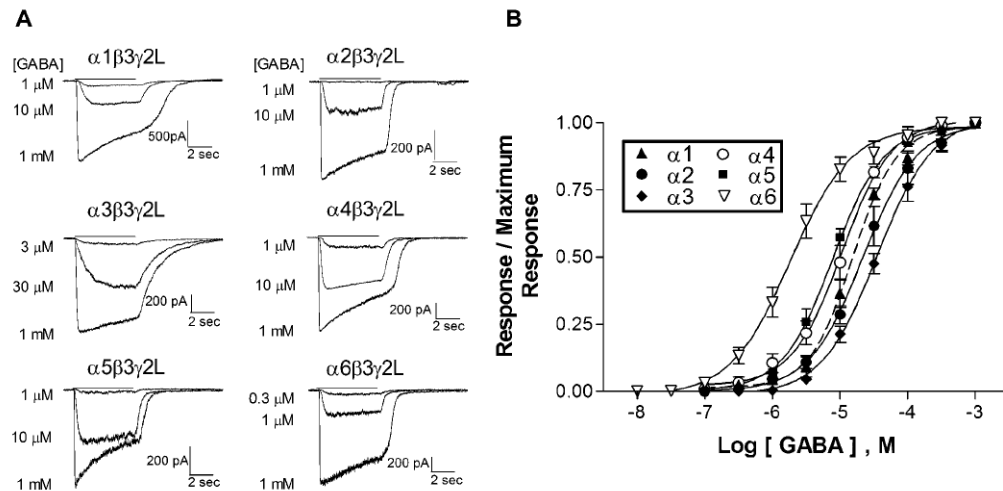 A
[GABA]
α1β3γ2L
1 μM
10 μM
1 mM
500pA
2 sec
[GABA]
α2β3γ2L
1 μM
10 μM
1 mM
200 pA
2 sec
α3β3γ2L
3 μM
30 μM
1 mM
200 pA
2 sec
α4β3γ2L
1 μM
10 μM
1 mM
200 pA
2 sec
α5β3γ2L
1 μM
10 μM
1 mM
200 pA
2 sec
α6β3γ2L
0.3 μM
1 μM
1 mM
200 pA
2 sec
B
Response / Maximum
Response
1.00
0.75
0.50
0.25
0.00
α1
α4
α2
α5
α3
α6
-8 -7 -6 -5 -4 -3
Log [ GABA ] , M